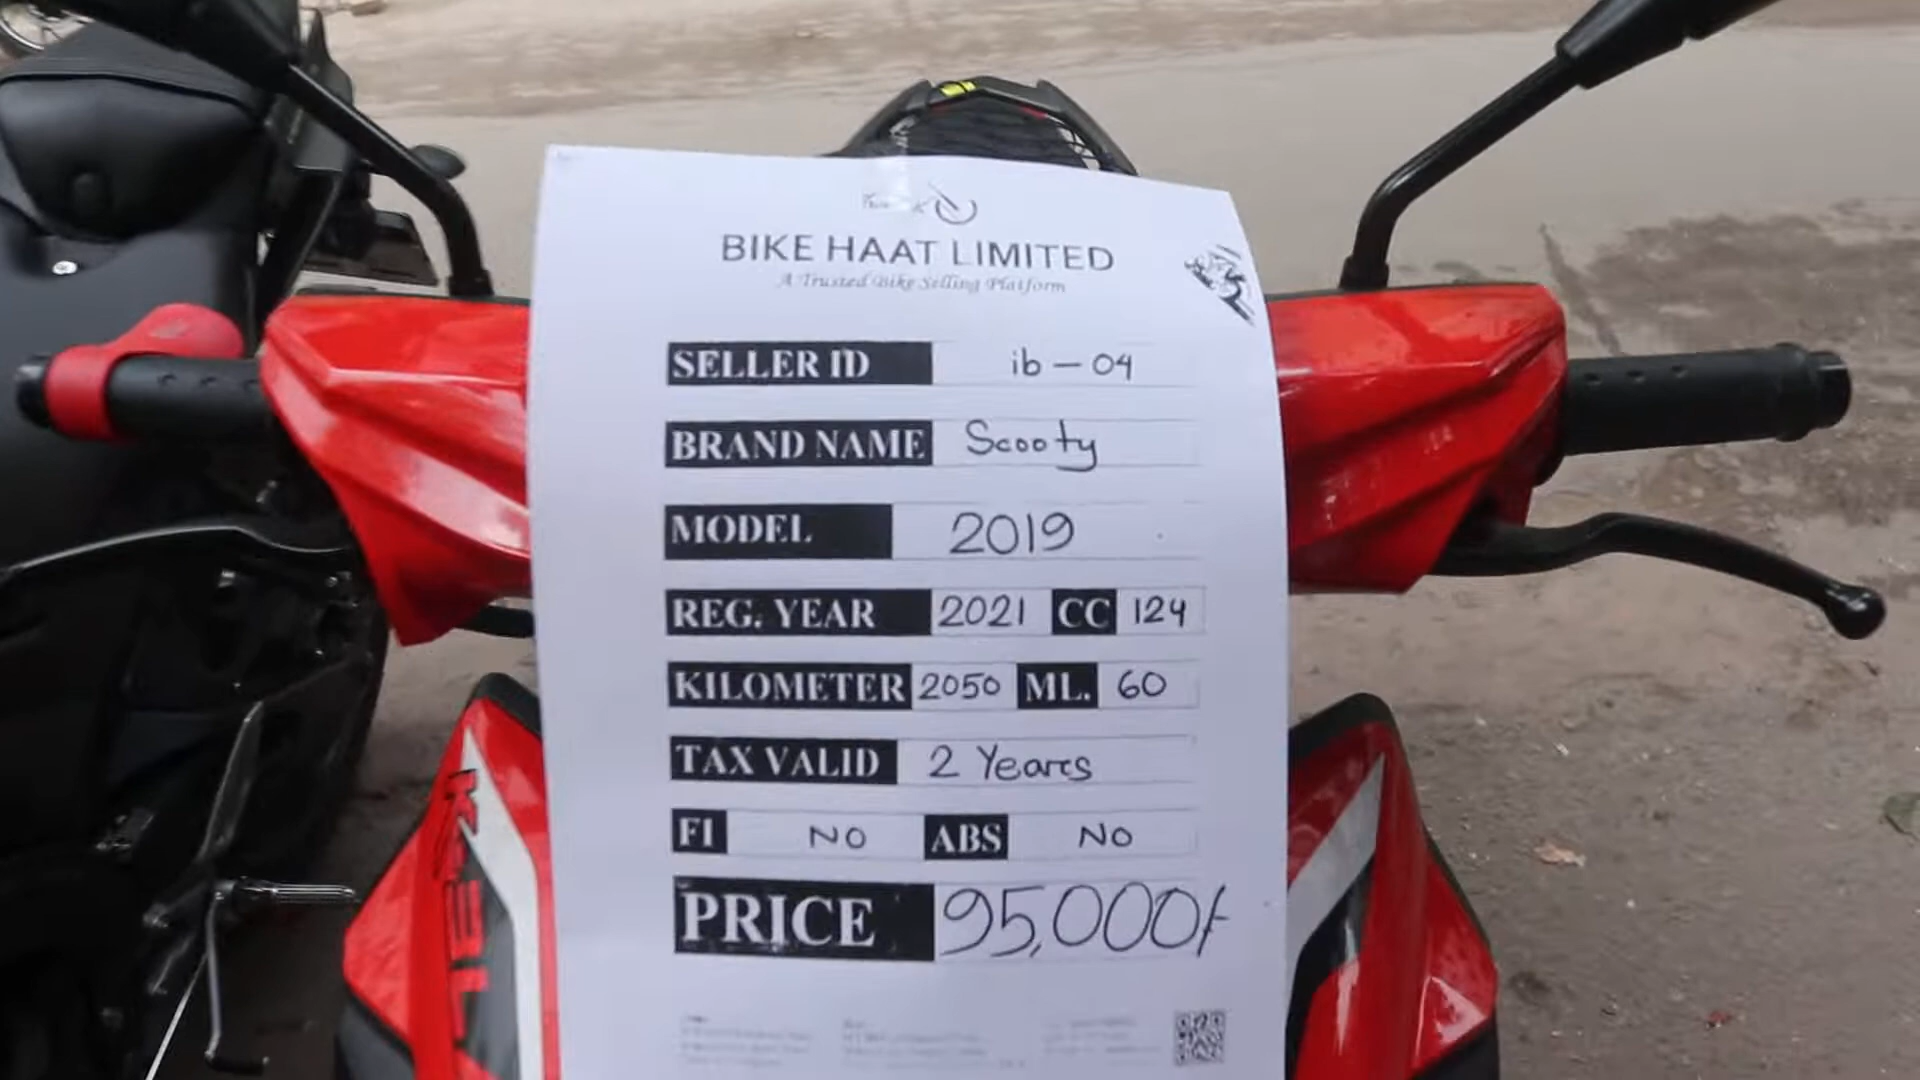 BIKE HAAT LIMITED
A Trusted Bike Selling Platform
SELLER ID ib - 04
BRAND NAME Scooty
MODEL 2019
REG. YEAR 2021 CC 124
KILOMETER 2050 ML. 60
TAX VALID 2 Years
FI NO ABS NO
PRICE 95,000/-